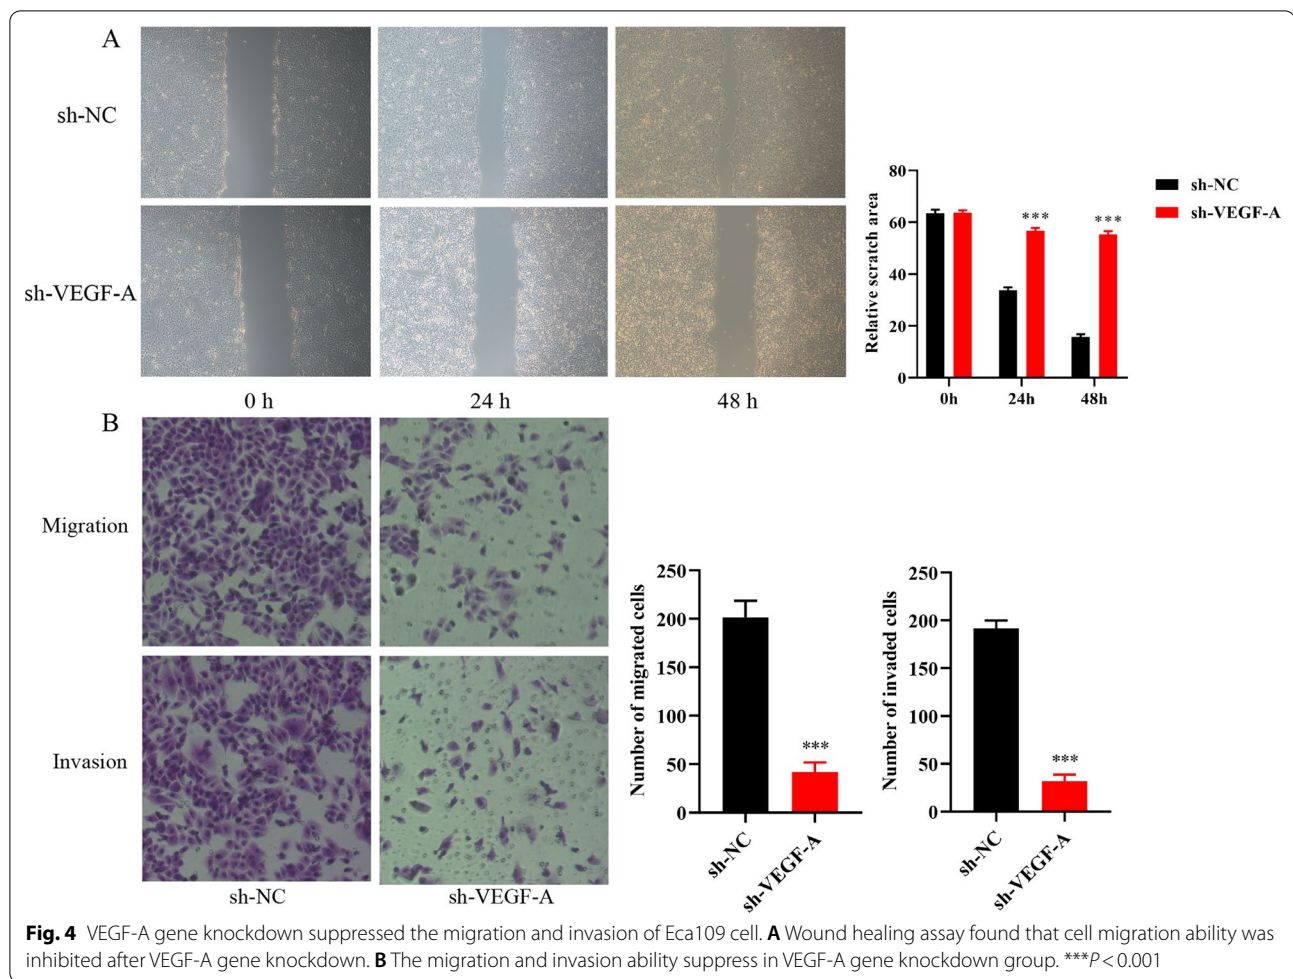 A
sh-NC
sh-VEGF-A
0 h
24h
48 h
80
60
40
20
0
Relative scratch area
0h
24h
48h
***
***
sh-NC
sh-VEGF-A
B
Migration
Invasion
sh-NC
sh-VEGF-A
250
200
150
100
50
0
Number of migrated cells
***
sh-NC
sh-VEGF-A
250
200
150
100
50
0
Number of invaded cells
***
sh-NC
sh-VEGF-A
Fig. 4 VEGF-A gene knockdown suppressed the migration and invasion of Eca109 cell. A Wound healing assay found that cell migration ability was
inhibited after VEGF-A gene knockdown. B The migration and invasion ability suppress in VEGF-A gene knockdown group. ***P < 0.001